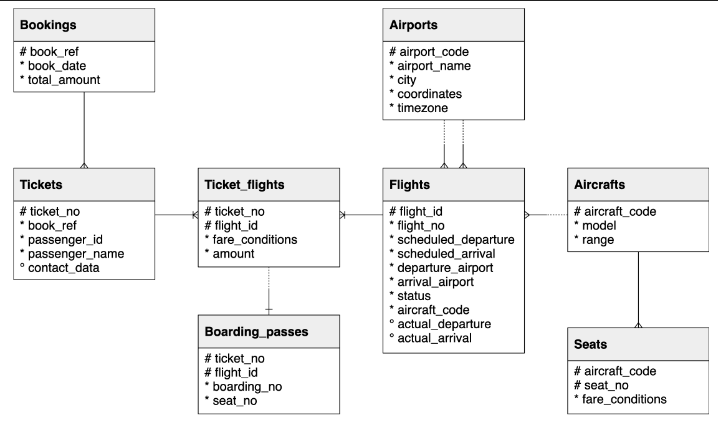 Bookings
# book_ref
* book_date
* total_amount
Airports
# airport_code
* airport_name
* city
* coordinates
* timezone
Tickets
# ticket_no
* book_ref
* passenger_id
* passenger_name
° contact_data
Ticket_flights
# ticket_no
# flight_id
* fare_conditions
* amount
Flights
# flight_id
* flight_no
* scheduled_departure
* scheduled_arrival
* departure_airport
* arrival_airport
* status
* aircraft_code
° actual_departure
° actual_arrival
Aircrafts
# aircraft_code
* model
* range
Boarding_passes
# ticket_no
# flight_id
* boarding_no
* seat_no
Seats
# aircraft_code
# seat_no
* fare_conditions